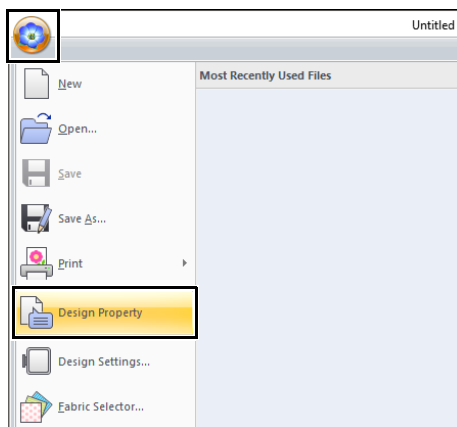 Untitled
Most Recently Used Files
New
Open...
Save
Save As...
Print
Design Property
Design Settings...
Fabric Selector...